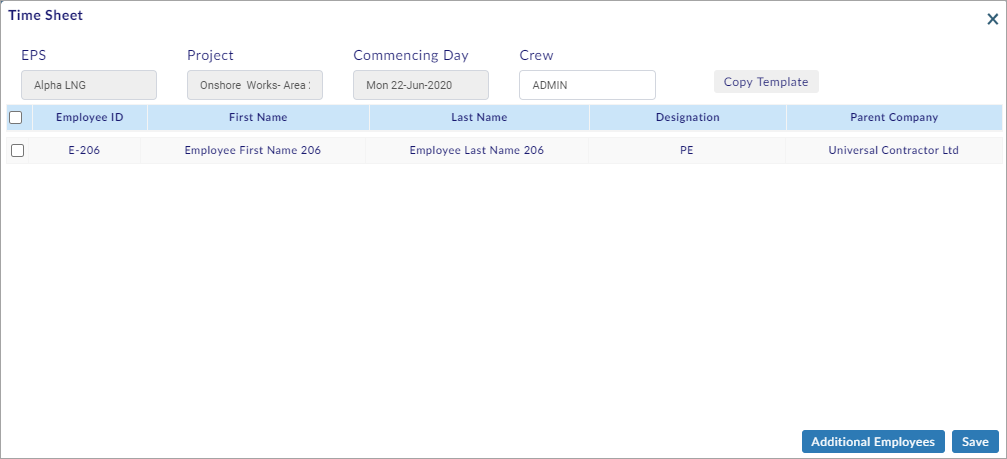 Time Sheet
X
EPS Project Commencing Day Crew
Alpha LNG Onshore Works- Area Mon 22-Jun-2020 ADMIN Copy Template
Employee ID First Name Last Name Designation Parent Company
E-206 Employee First Name 206 Employee Last Name 206 PE Universal Contractor Ltd
Additional Employees Save